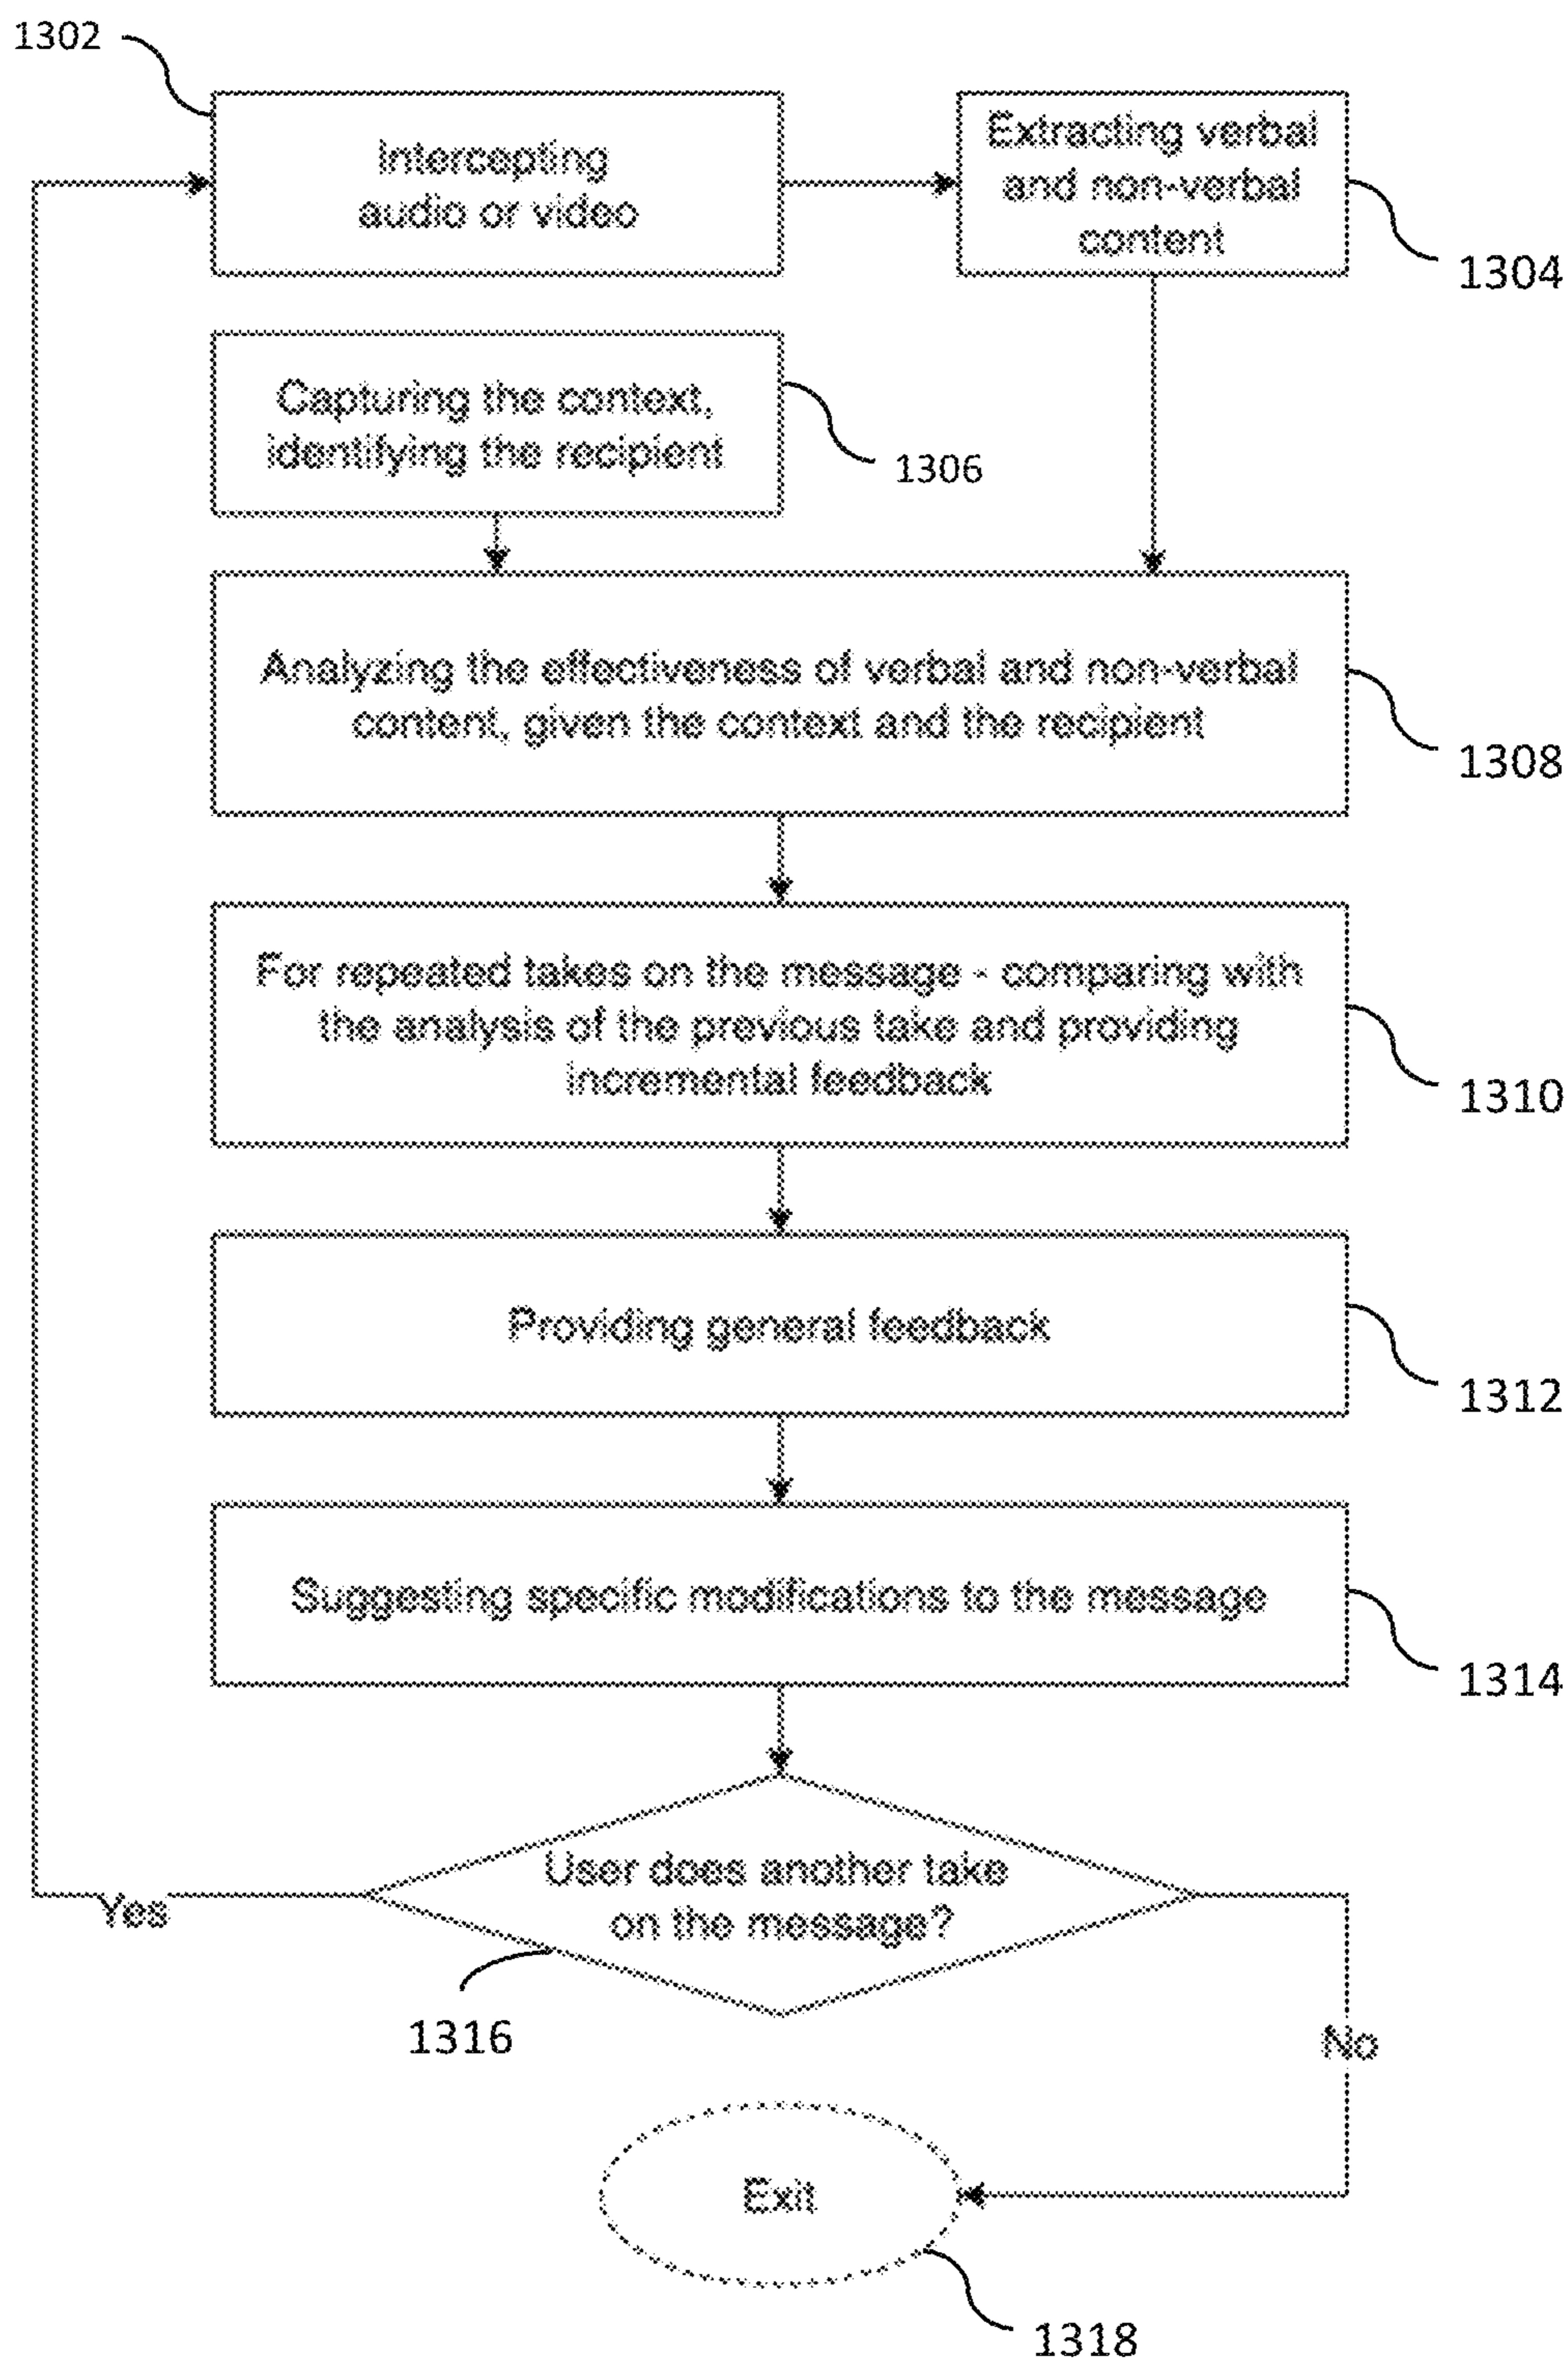 1302
Intercepting
audio or video
Extracting verbal
and non-verbal
content
1304
Capturing the context,
identifying the recipient
1306
Analyzing the effectiveness of verbal and non-verbal
content, given the context and the recipient
1308
For repeated takes on the message - comparing with
the analysis of the previous take and providing
incremental feedback
1310
Providing general feedback
1312
Suggesting specific modifications to the message
1314
User does another take
on the message?
Yes
1316
No
Exit
1318